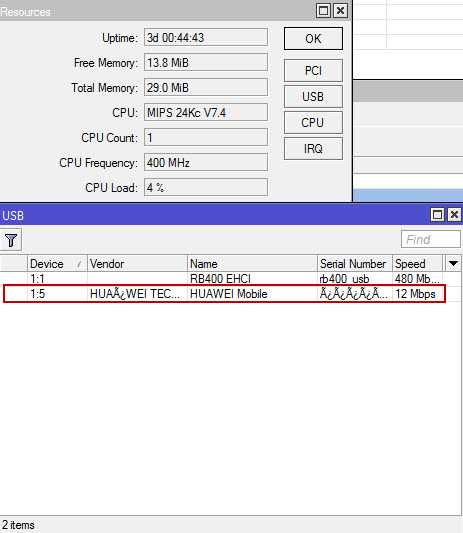 Resources
Uptime: 3d 00:44:43
OK
Free Memory: 13.8 MiB
PCI
Total Memory: 29.0 MiB
USB
CPU: MIPS 24Kc V7.4
CPU
CPU Count: 1
IRQ
CPU Frequency: 400 MHz
CPU Load: 4 %
USB
Find
Device / Vendor Name Serial Number Speed
1:1 RB400 EHCI rb400_usb 480 Mb...
1:5 HUAÃ¿WEI TEC... HUAWEI Mobile Ã¿Ã¿Ã¿Ã¿Ã... 12 Mbps
2 items